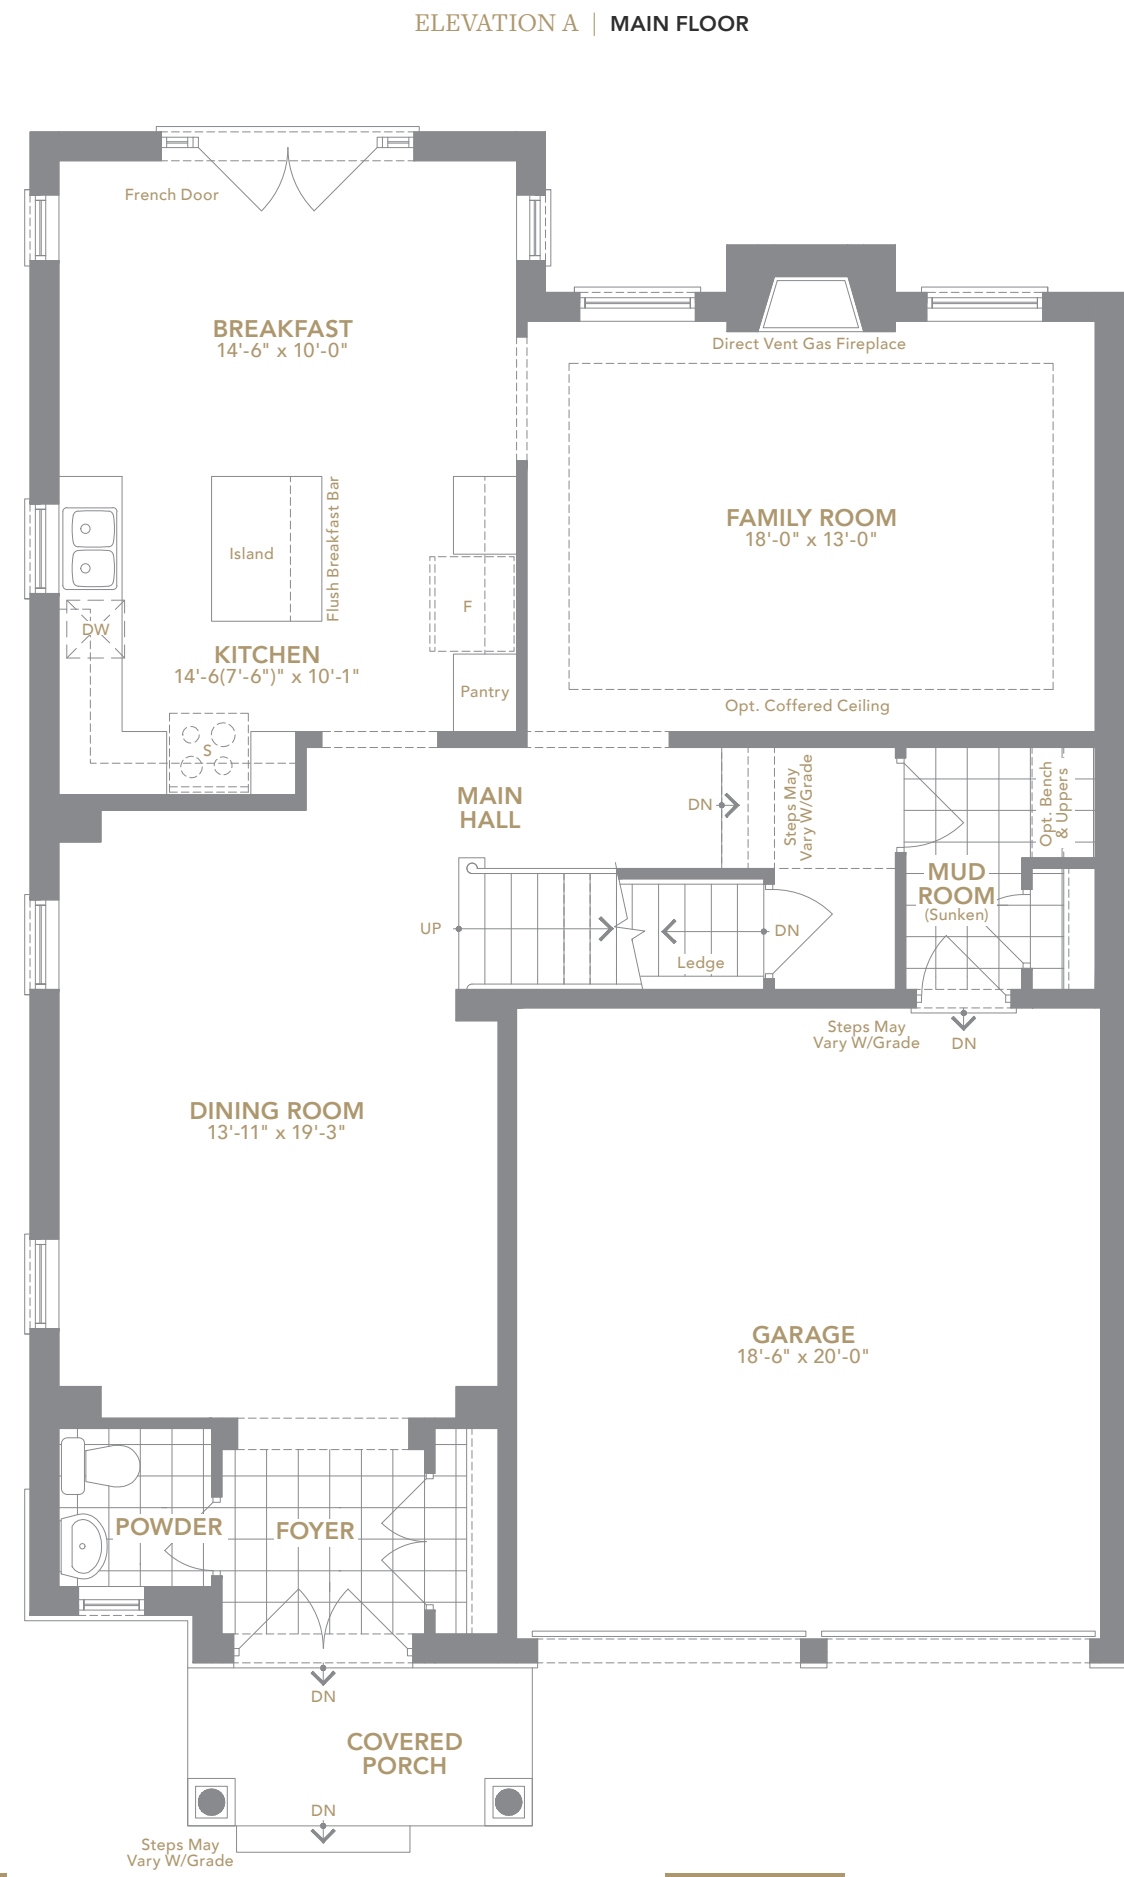 ELEVATION A | MAIN FLOOR
French Door
BREAKFAST
14'-6" x 10'-0"
Direct Vent Gas Fireplace
FAMILY ROOM
18'-0" x 13'-0"
Opt. Coffered Ceiling
Island
Flush Breakfast Bar
F
DW
KITCHEN
14'-6(7'-6")" x 10'-1"
Pantry
S
MAIN
HALL
DN
Steps May
Vary W/Grade
Opt. Bench
& Uppers
MUD
ROOM
(Sunken)
UP
DN
Ledge
Steps May
Vary W/Grade
DN
DINING ROOM
13'-11" x 19'-3"
GARAGE
18'-6" x 20'-0"
POWDER
FOYER
DN
COVERED
PORCH
DN
Steps May
Vary W/Grade